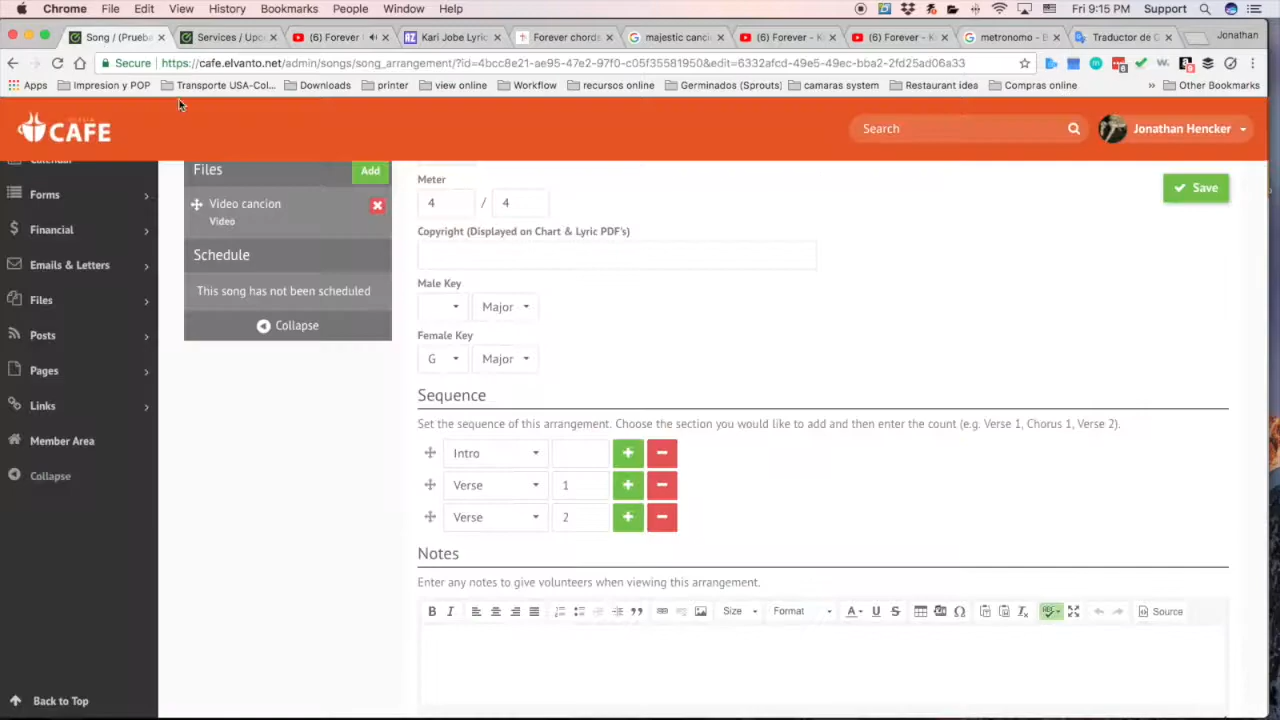 Chrome File Edit View History Bookmarks People Window Help Fri 9:15 PM Support
Song / (Prueba Services / Upco (6) Forever - Kari Jobe Lyric Forever chords majestic canci (6) Forever - K (6) Forever - K metronomo - B Traductor de G Jonathan
Secure https://cafe.elvanto.net/admin/songs/song_arrangement/?id=4bcc8e21-ae95-47e2-97f0-c05f35581950&edit=6332afcd-49e5-49ec-bba2-2fd25ad06a33
Apps Impresion y POP Transporte USA-Col... Downloads printer view online Workflow recursos online Germinados (Sprouts) camaras system Restaurant idea Compras online » Other Bookmarks
CAFE
Search
Jonathan Hencker
Calendar
Forms
Financial
Emails & Letters
Files
Posts
Pages
Links
Member Area
Collapse
Back to Top
Files Add
Video cancion
Video
Schedule
This song has not been scheduled
Collapse
Meter
4 / 4
Save
Copyright (Displayed on Chart & Lyric PDF's)
Male Key
Major
Female Key
G Major
Sequence
Set the sequence of this arrangement. Choose the section you would like to add and then enter the count (e.g. Verse 1, Chorus 1, Verse 2).
Intro
Verse 1
Verse 2
Notes
Enter any notes to give volunteers when viewing this arrangement.
B I Size Format A U S Ω Source